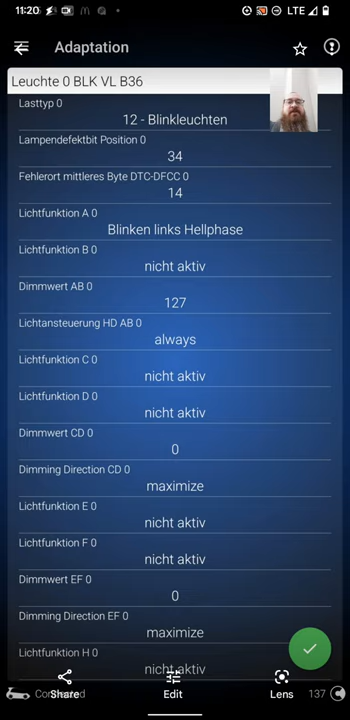 11:20
LTE
Adaptation
Leuchte 0 BLK VL B36
Lasttyp 0
12 - Blinkleuchten
Lampendefektbit Position 0
34
Fehlerort mittleres Byte DTC-DFCC 0
14
Lichtfunktion A 0
Blinken links Hellphase
Lichtfunktion B 0
nicht aktiv
Dimmwert AB 0
127
Lichtansteuerung HD AB 0
always
Lichtfunktion C 0
nicht aktiv
Lichtfunktion D 0
nicht aktiv
Dimmwert CD 0
0
Dimming Direction CD 0
maximize
Lichtfunktion E 0
nicht aktiv
Lichtfunktion F 0
nicht aktiv
Dimmwert EF 0
0
Dimming Direction EF 0
maximize
Lichtfunktion H 0
nicht aktiv
Connected
137
Share
Edit
Lens